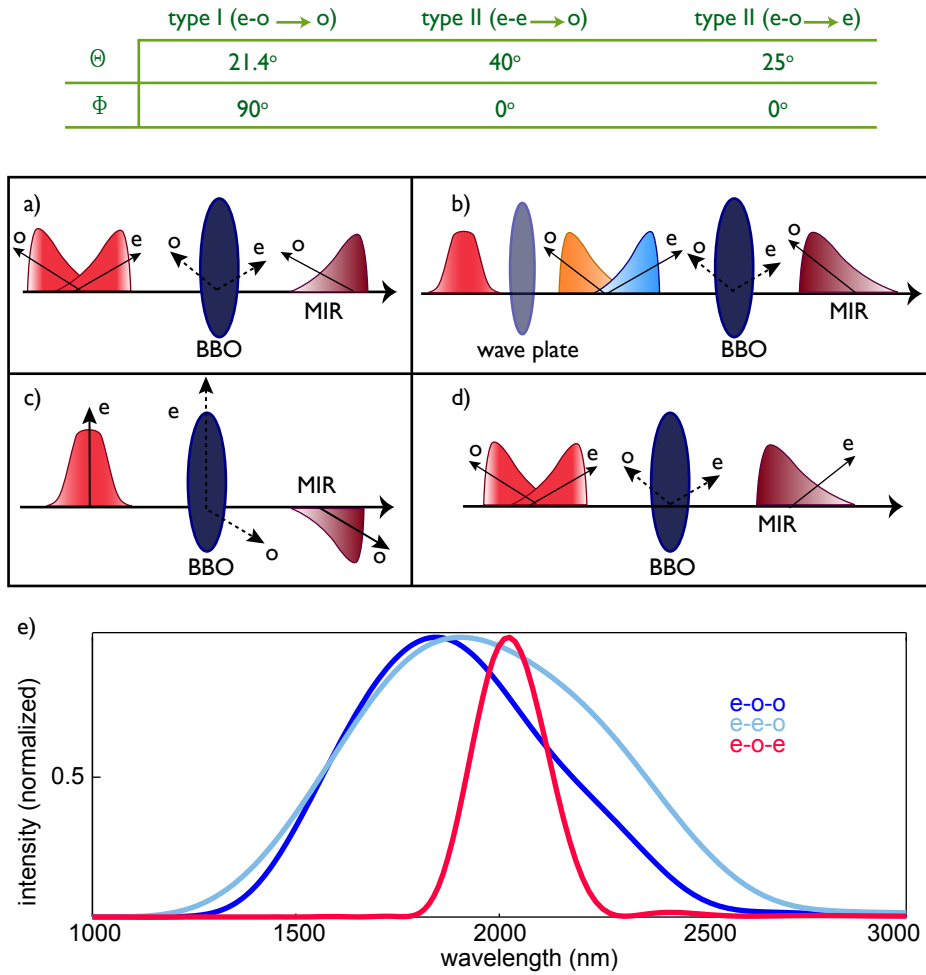 type I (e-o → o) type II (e-e → o) type II (e-o → e)
Θ 21.4° 40° 25°
Φ 90° 0° 0°
a)
o e o e o
MIR
BBO
b)
o e o e o
MIR
wave plate BBO
c)
e e
MIR
o o
BBO
d)
o e o e e
MIR
BBO
e)
e-o-o
e-e-o
e-o-e
0.5
intensity (normalized)
1000 1500 2000 2500 3000
wavelength (nm)